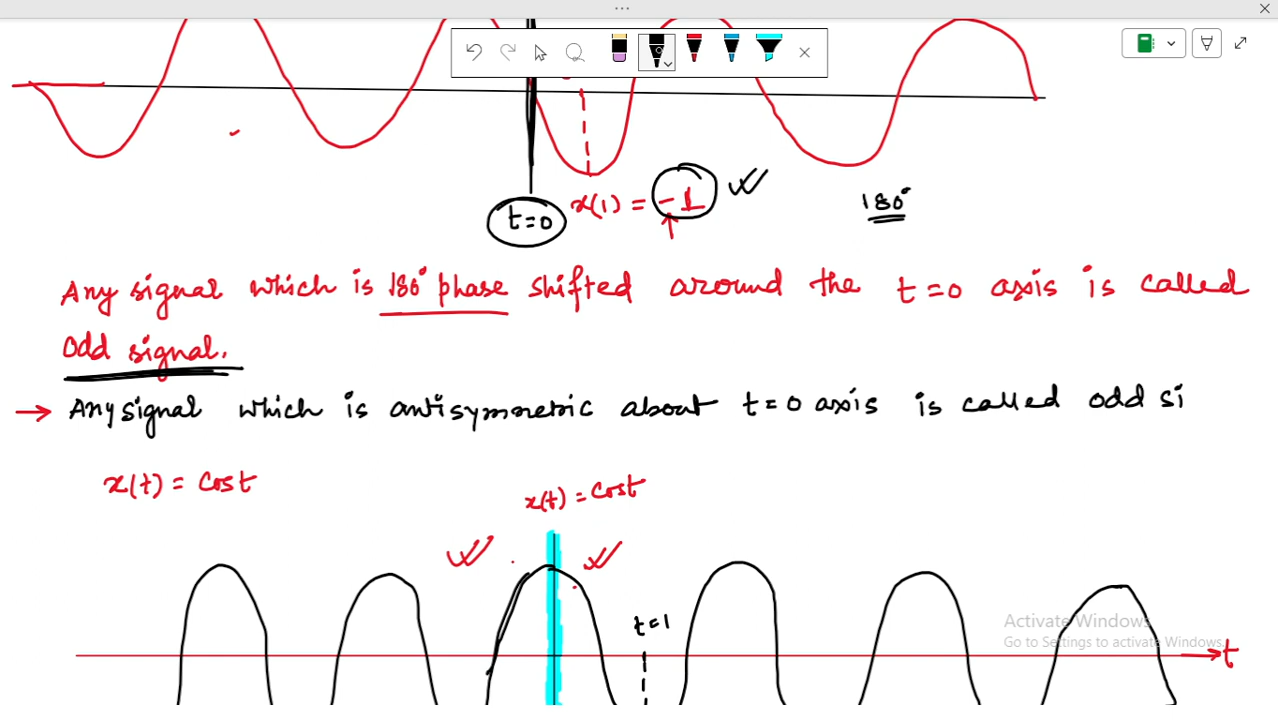 t=0
x(1) = -1
180°
Any signal which is 180° phase shifted around the t=0 axis is called
odd signal.
→ Any signal which is antisymmetric about t=0 axis is called odd si
x(t) = Cost
x(t) = Cost
t=1
Activate Windows
Go to Settings to activate Windows.
t